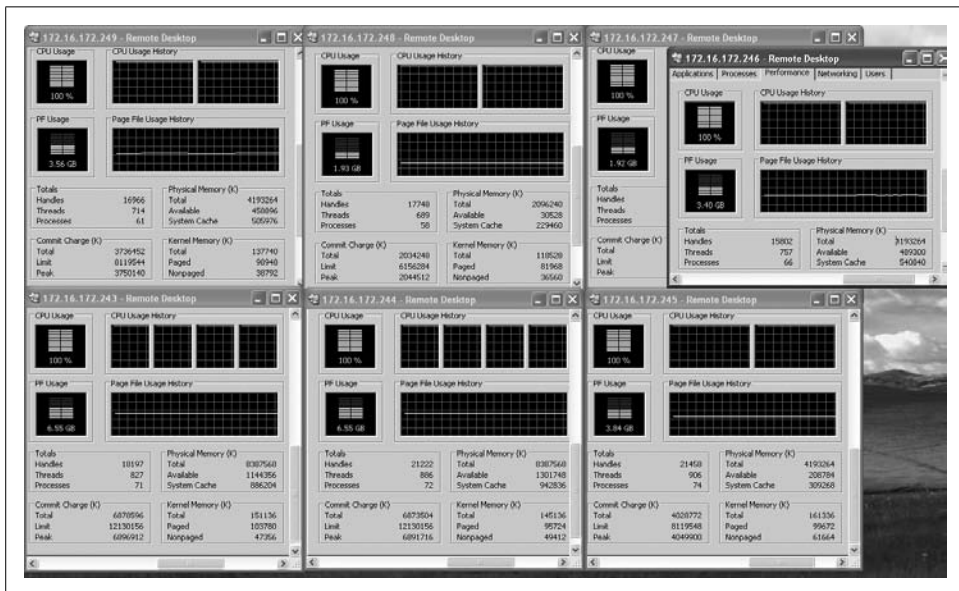 172.16.172.249 - Remote Desktop
CPU Usage
CPU Usage History
100 %
PF Usage
Page File Usage History
3.56 GB
Totals
Handles 16966
Threads 714
Processes 61
Physical Memory (K)
Total 4193264
Available 458896
System Cache 505976
Commit Charge (K)
Total 3736452
Limit 8119544
Peak 3750140
Kernel Memory (K)
Total 137740
Paged 98948
Nonpaged 38792
172.16.172.248 - Remote Desktop
CPU Usage
CPU Usage History
100 %
PF Usage
Page File Usage History
1.93 GB
Totals
Handles 17748
Threads 689
Processes 58
Physical Memory (K)
Total 2096240
Available 30528
System Cache 229460
Commit Charge (K)
Total 2034248
Limit 6156284
Peak 2044512
Kernel Memory (K)
Total 118528
Paged 81968
Nonpaged 36560
172.16.172.247 - Remote Desktop
CPU Usage
100 %
PF Usage
1.92 GB
Totals
Handles
Threads
Processes
Commit Charge (K)
Total
Limit
Peak
172.16.172.246 - Remote Desktop
Applications Processes Performance Networking Users
CPU Usage
CPU Usage History
100 %
PF Usage
Page File Usage History
3.40 GB
Totals
Handles 15802
Threads 757
Processes 66
Physical Memory (K)
Total 4193264
Available 489300
System Cache 540840
172.16.172.243 - Remote Desktop
CPU Usage
CPU Usage History
100 %
PF Usage
Page File Usage History
6.55 GB
Totals
Handles 18197
Threads 827
Processes 71
Physical Memory (K)
Total 8387560
Available 1144356
System Cache 886204
Commit Charge (K)
Total 6870596
Limit 12130156
Peak 6896912
Kernel Memory (K)
Total 151136
Paged 103780
Nonpaged 47356
172.16.172.244 - Remote Desktop
CPU Usage
CPU Usage History
100 %
PF Usage
Page File Usage History
6.55 GB
Totals
Handles 21222
Threads 886
Processes 72
Physical Memory (K)
Total 8387560
Available 1301748
System Cache 942836
Commit Charge (K)
Total 6873504
Limit 12130156
Peak 6891716
Kernel Memory (K)
Total 145136
Paged 95724
Nonpaged 49412
172.16.172.245 - Remote Desktop
CPU Usage
CPU Usage History
100 %
PF Usage
Page File Usage History
3.84 GB
Totals
Handles 21458
Threads 906
Processes 74
Physical Memory (K)
Total 4193264
Available 208784
System Cache 309268
Commit Charge (K)
Total 4028772
Limit 8119548
Peak 4049900
Kernel Memory (K)
Total 161336
Paged 99672
Nonpaged 61664